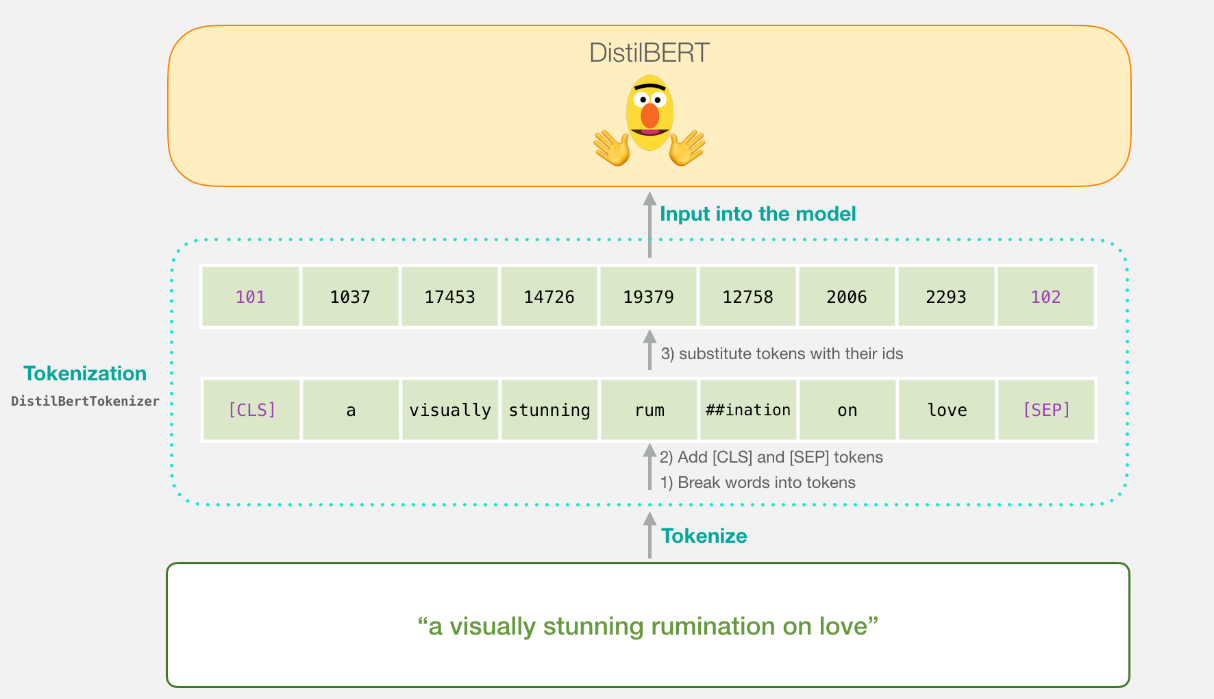 DistilBERT
Input into the model
101 1037 17453 14726 19379 12758 2006 2293 102
3) substitute tokens with their ids
Tokenization
DistilBertTokenizer
[CLS] a visually stunning rum ##ination on love [SEP]
2) Add [CLS] and [SEP] tokens
1) Break words into tokens
Tokenize
“a visually stunning rumination on love”